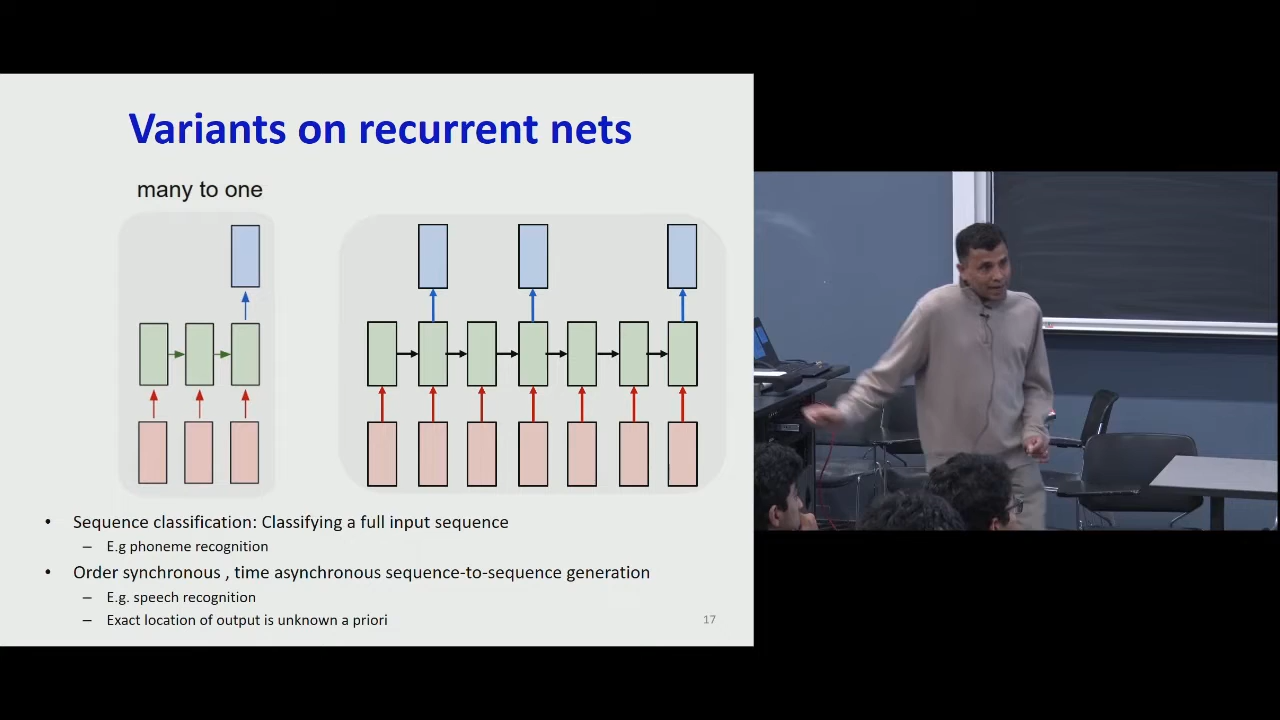 Variants on recurrent nets
many to one
• Sequence classification: Classifying a full input sequence
– E.g phoneme recognition
• Order synchronous , time asynchronous sequence-to-sequence generation
– E.g. speech recognition
– Exact location of output is unknown a priori
17